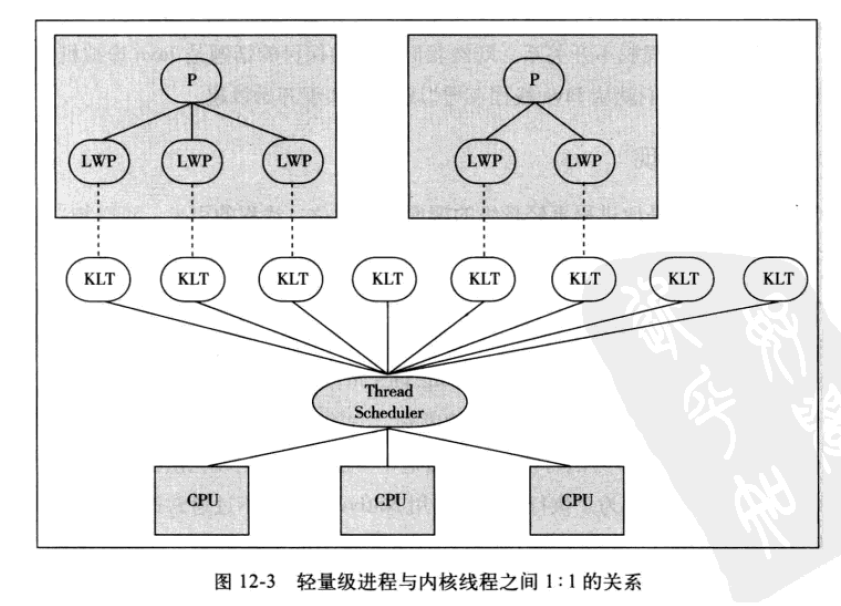 P
P
LWP LWP LWP
LWP LWP
KLT KLT KLT KLT KLT KLT KLT KLT
Thread
Scheduler
CPU CPU CPU
图 12-3 轻量级进程与内核线程之间 1:1 的关系